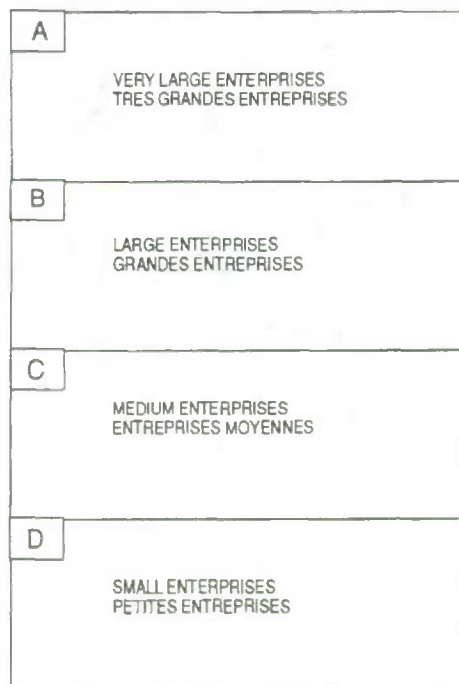 A
VERY LARGE ENTERPRISES
TRES GRANDES ENTREPRISES
B
LARGE ENTERPRISES
GRANDES ENTREPRISES
C
MEDIUM ENTERPRISES
ENTREPRISES MOYENNES
D
SMALL ENTERPRISES
PETITES ENTREPRISES